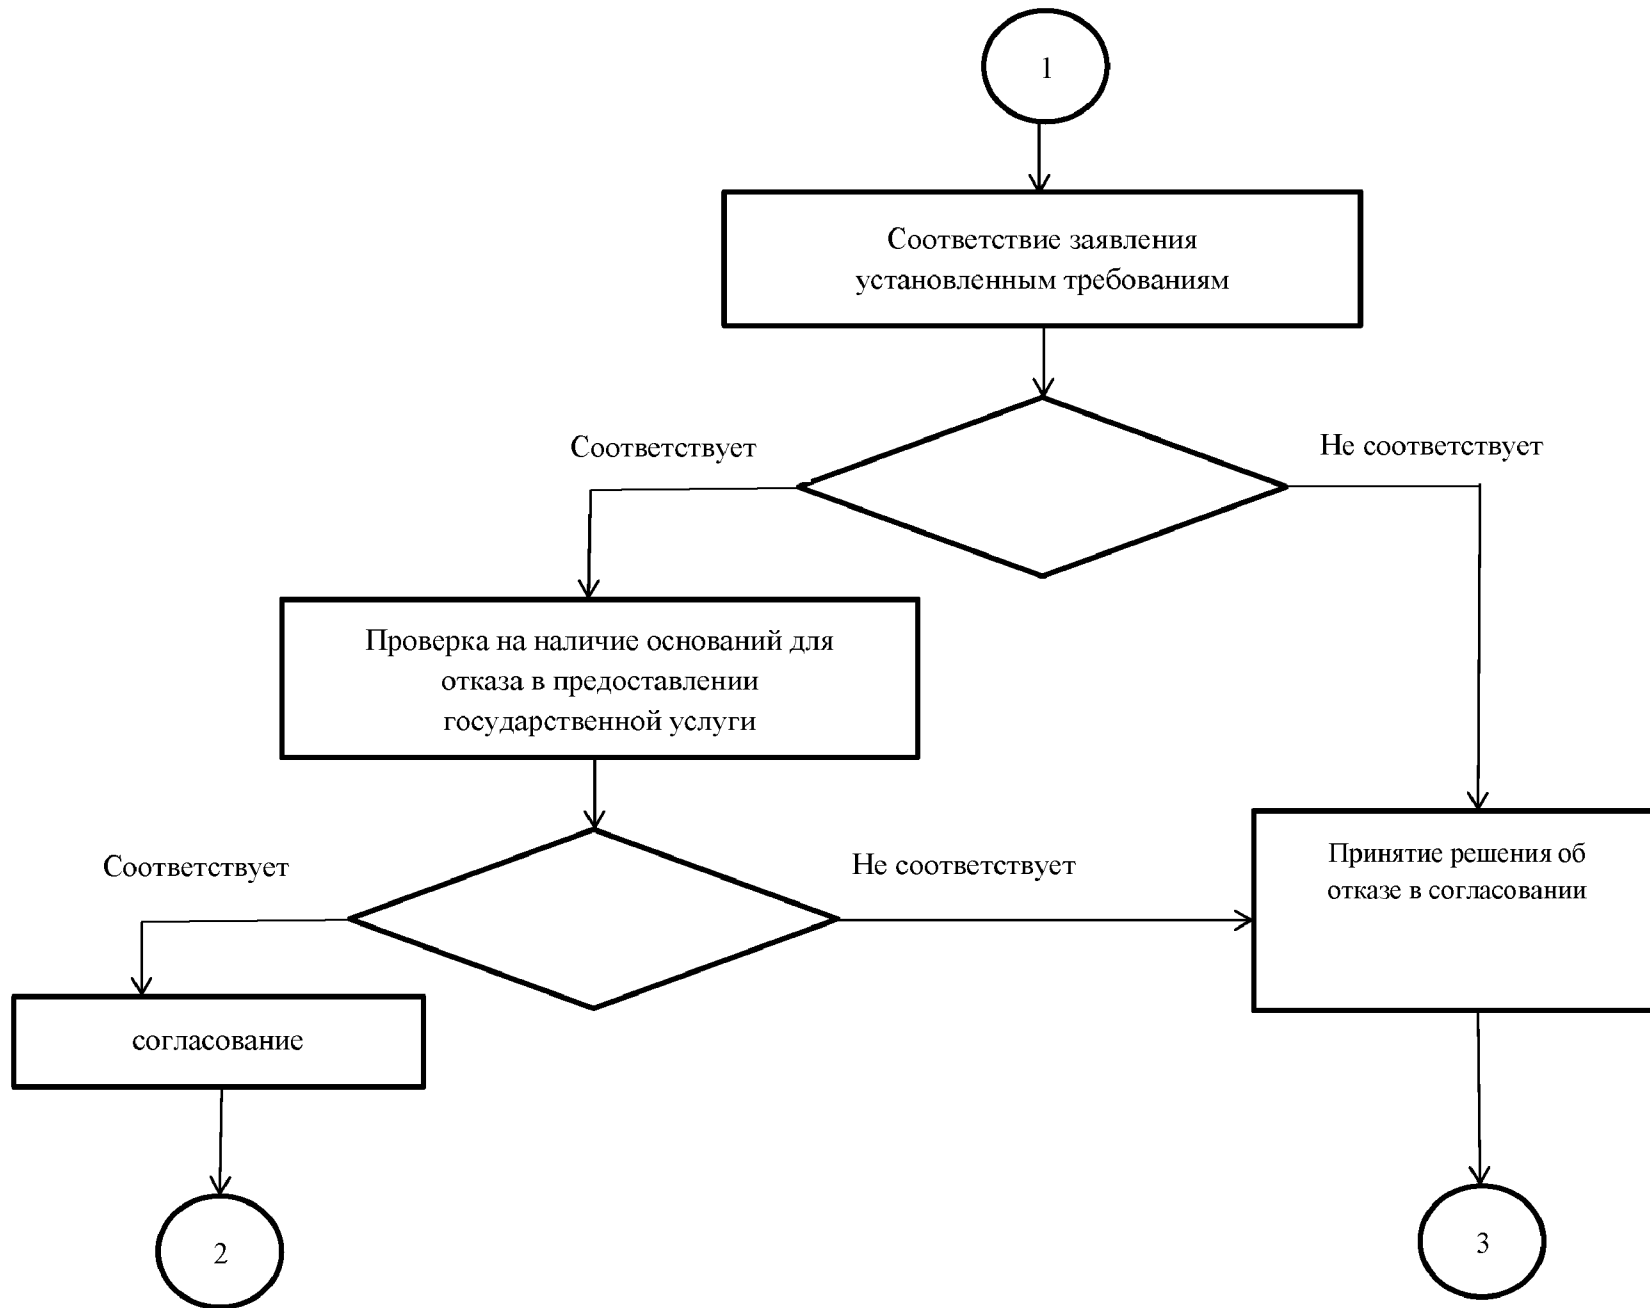 1
Соответствие заявления
установленным требованиям
Соответствует
Не соответствует
Проверка на наличие оснований для
отказа в предоставлении
государственной услуги
Соответствует
Не соответствует
Принятие решения об
отказе в согласовании
согласование
2
3